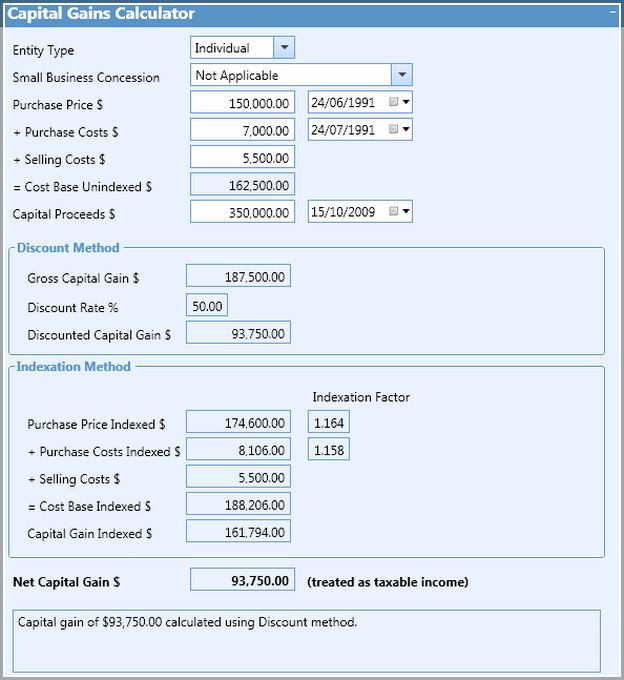 Capital Gains Calculator
Entity Type Individual
Small Business Concession Not Applicable
Purchase Price $ 150,000.00 24/06/1991
+ Purchase Costs $ 7,000.00 24/07/1991
+ Selling Costs $ 5,500.00
= Cost Base Unindexed $ 162,500.00
Capital Proceeds $ 350,000.00 15/10/2009
Discount Method
Gross Capital Gain $ 187,500.00
Discount Rate % 50.00
Discounted Capital Gain $ 93,750.00
Indexation Method
Indexation Factor
Purchase Price Indexed $ 174,600.00 1.164
+ Purchase Costs Indexed $ 8,106.00 1.158
+ Selling Costs $ 5,500.00
= Cost Base Indexed $ 188,206.00
Capital Gain Indexed $ 161,794.00
Net Capital Gain $ 93,750.00 (treated as taxable income)
Capital gain of $93,750.00 calculated using Discount method.